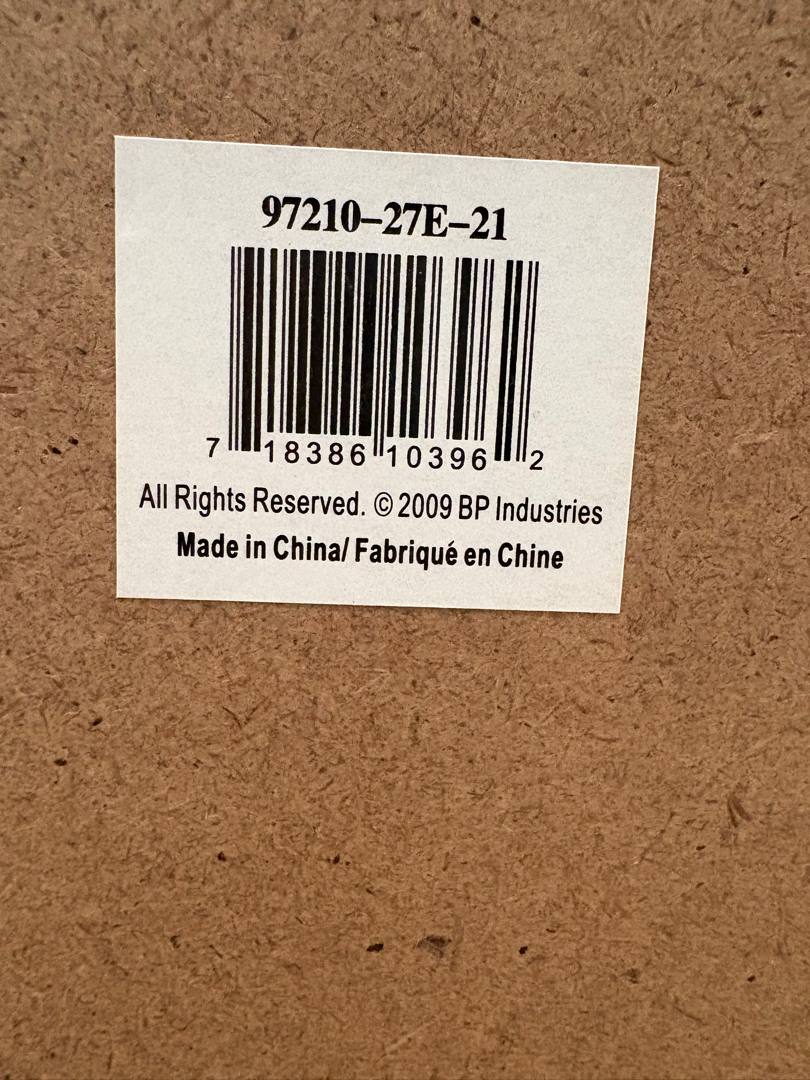 97210–27E–21
7 18386 10396 2
All Rights Reserved. © 2009 BP Industries
Made in China/ Fabriqué en Chine